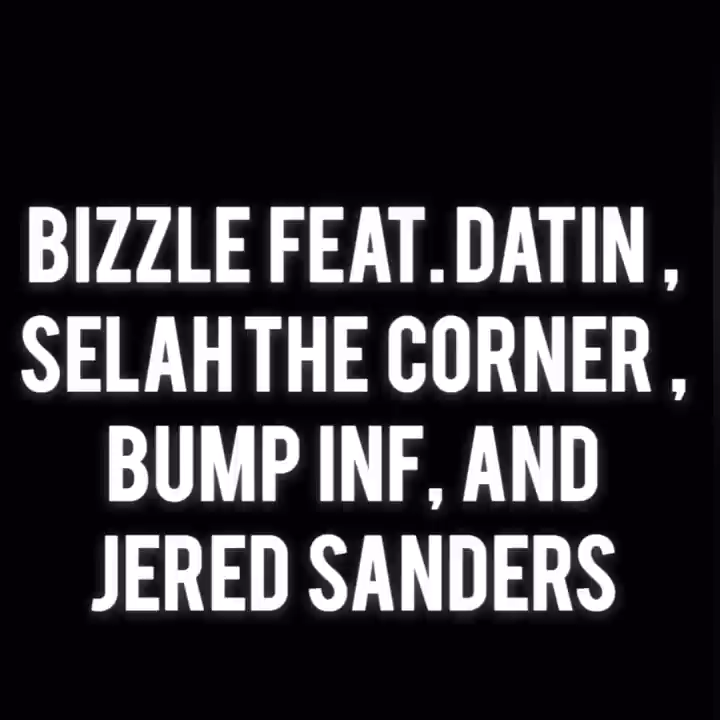 BIZZLE FEAT. DATIN ,
SELAH THE CORNER ,
BUMP INF, AND
JERED SANDERS